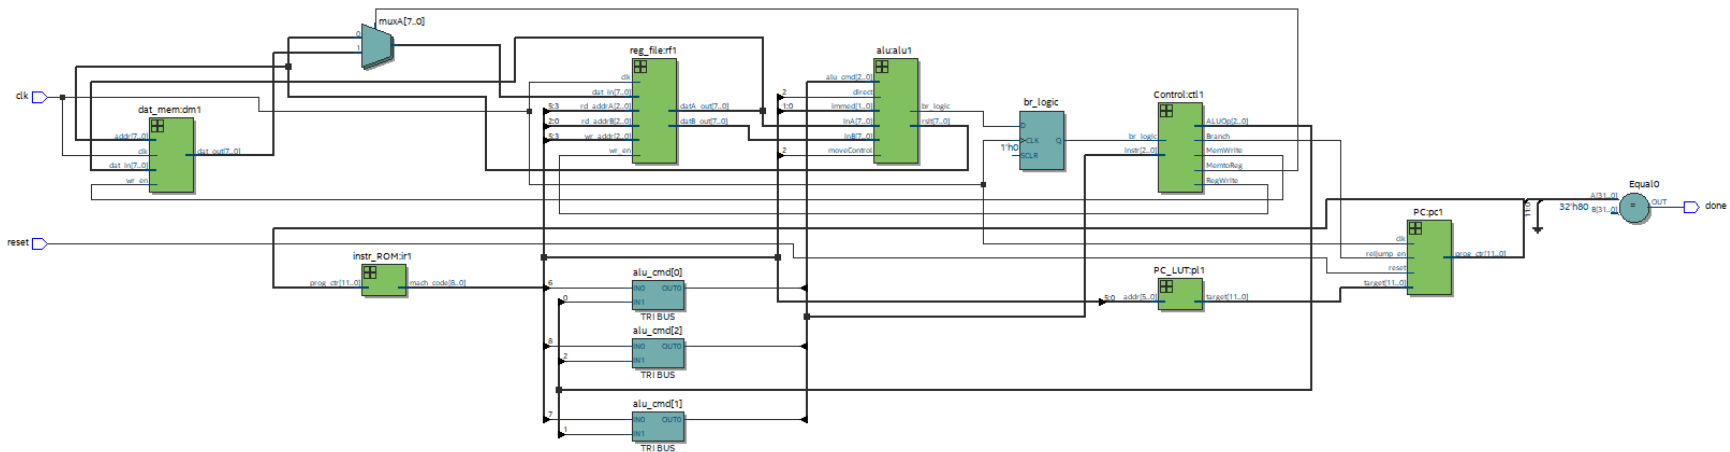 muxA[7..0]
0
1
clk
dat_mem:dm1
addr[7..0]
clk
dat_in[7..0]
wr_en
dat_out[7..0]
reg_file:rf1
clk
dat_in[7..0]
5:3
rd_addrA[2..0]
2:0
rd_addrB[2..0]
5:3
wr_addr[2..0]
wr_en
datA_out[7..0]
datB_out[7..0]
alu:alu1
alu_cmd[2..0]
2
direct
1:0
immed[1..0]
inA[7..0]
inB[7..0]
2
moveControl
br_logic
rslt[7..0]
br_logic
D
CLK
1'h0
SCLR
Q
Control:ctl1
br_logic
instr[2..0]
ALUOp[2..0]
Branch
MemWrite
MemtoReg
RegWrite
Equal0
A[31..0]
32'h80
B[31..0]
=
OUT
done
11:0
PC:pc1
clk
reljump_en
reset
target[11..0]
prog_ctr[11..0]
reset
instr_ROM:ir1
prog_ctr[11..0]
mach_code[8..0]
PC_LUT:pl1
5:0
addr[5..0]
target[11..0]
alu_cmd[0]
6
IN0
OUT0
0
IN1
TRI BUS
alu_cmd[2]
8
IN0
OUT0
2
IN1
TRI BUS
alu_cmd[1]
7
IN0
OUT0
1
IN1
TRI BUS